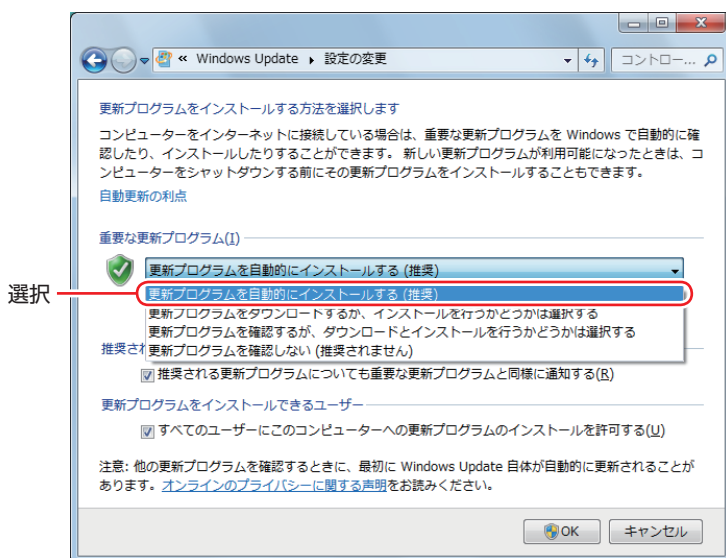 « Windows Update ▸ 設定の変更
コントロー...
更新プログラムをインストールする方法を選択します
コンピューターをインターネットに接続している場合は、重要な更新プログラムを Windows で自動的に確
認したり、インストールしたりすることができます。 新しい更新プログラムが利用可能になったときは、コ
ンピューターをシャットダウンする前にその更新プログラムをインストールすることもできます。
自動更新の利点
重要な更新プログラム(I)
更新プログラムを自動的にインストールする (推奨)
選択
更新プログラムを自動的にインストールする (推奨)
更新プログラムをダウンロードするが、インストールを行うかどうかは選択する
更新プログラムを確認するが、ダウンロードとインストールを行うかどうかは選択する
推奨され
更新プログラムを確認しない (推奨されません)
推奨される更新プログラムについても重要な更新プログラムと同様に通知する(R)
更新プログラムをインストールできるユーザー
すべてのユーザーにこのコンピューターへの更新プログラムのインストールを許可する(U)
注意: 他の更新プログラムを確認するときに、最初に Windows Update 自体が自動的に更新されることが
あります。オンラインのプライバシーに関する声明をお読みください。
OK
キャンセル